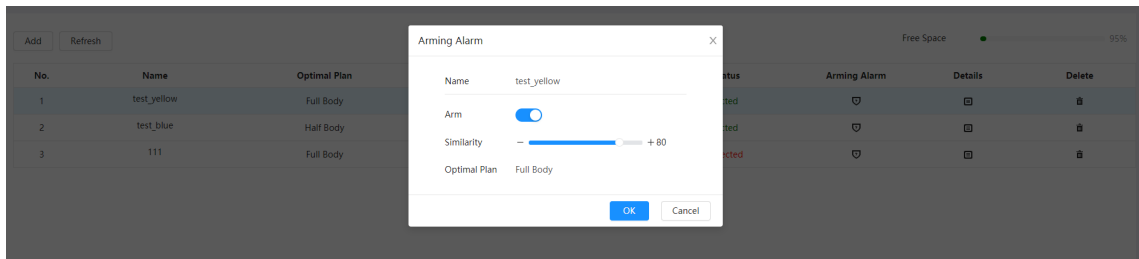 Arming Alarm X
Add Refresh
Free Space 95%
No. Name Optimal Plan atus Arming Alarm Details Delete
Name test_yellow
1 test_yellow Full Body cted
Arm
2 test_blue Half Body cted
Similarity − + 80
3 111 Full Body ected
Optimal Plan Full Body
OK Cancel